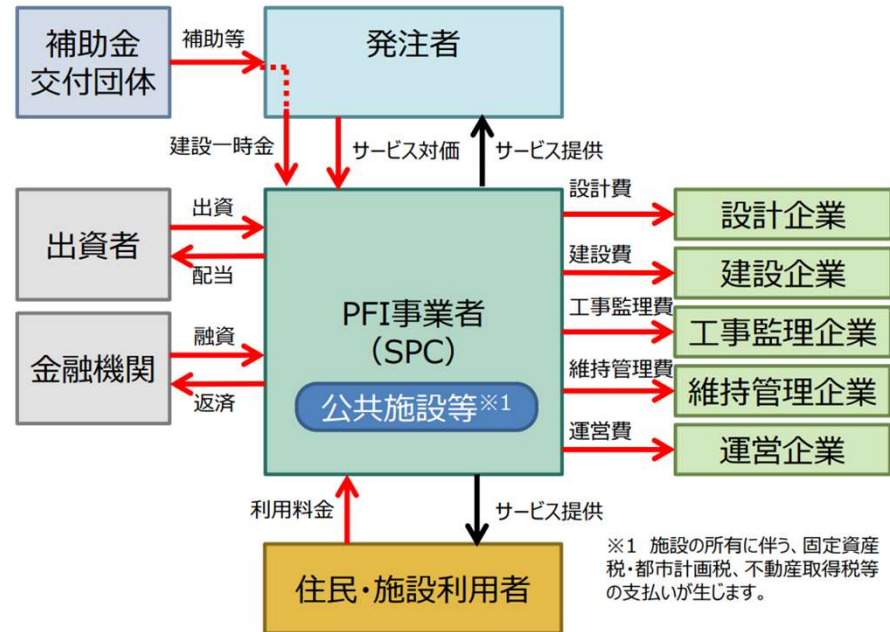 補助金
交付団体
補助等
発注者
建設一時金
サービス対価
サービス提供
出資者
出資
配当
金融機関
融資
返済
PFI事業者
（SPC）
公共施設等※1
設計費
設計企業
建設費
建設企業
工事監理費
工事監理企業
維持管理費
維持管理企業
運営費
運営企業
利用料金
サービス提供
住民・施設利用者
※1 施設の所有に伴う、固定資産
税・都市計画税、不動産取得税等
の支払いが生じます。